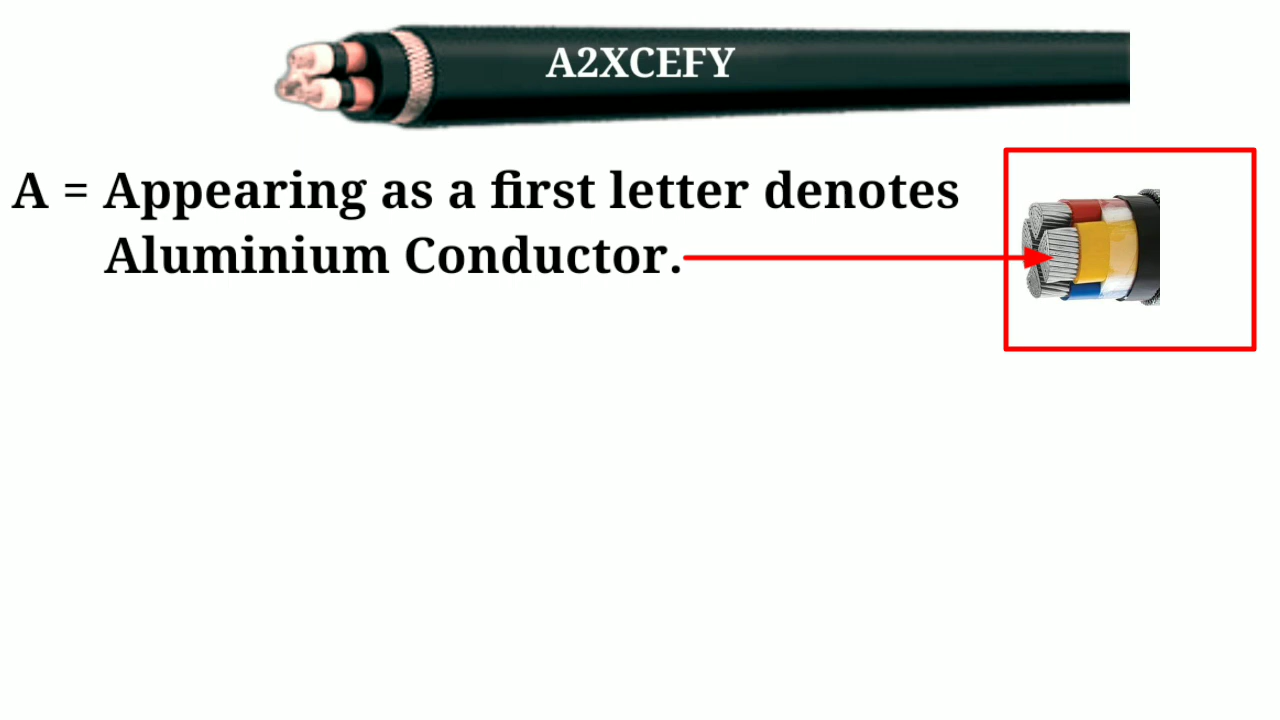 A2XCEFY
A = Appearing as a first letter denotes
Aluminium Conductor.